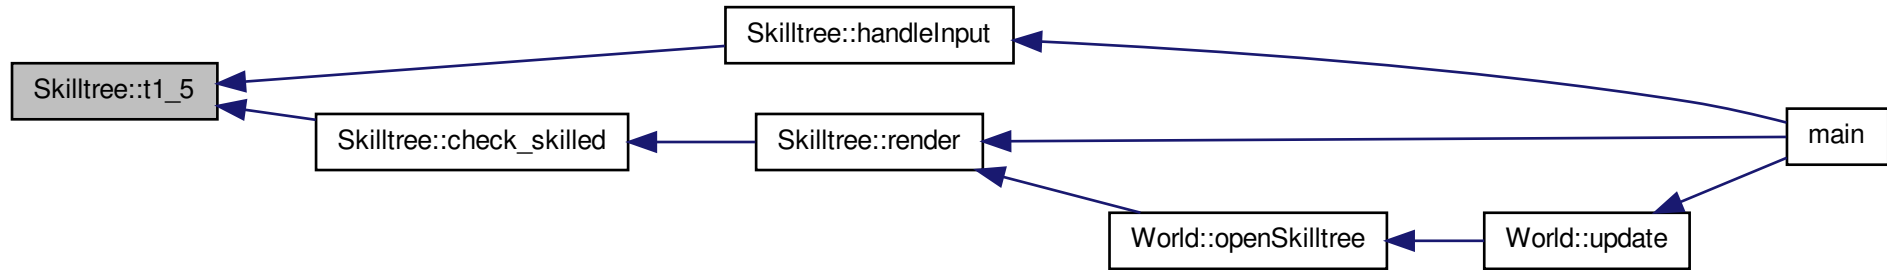 Skilltree::t1_5
Skilltree::handleInput
Skilltree::check_skilled
Skilltree::render
main
World::openSkilltree
World::update